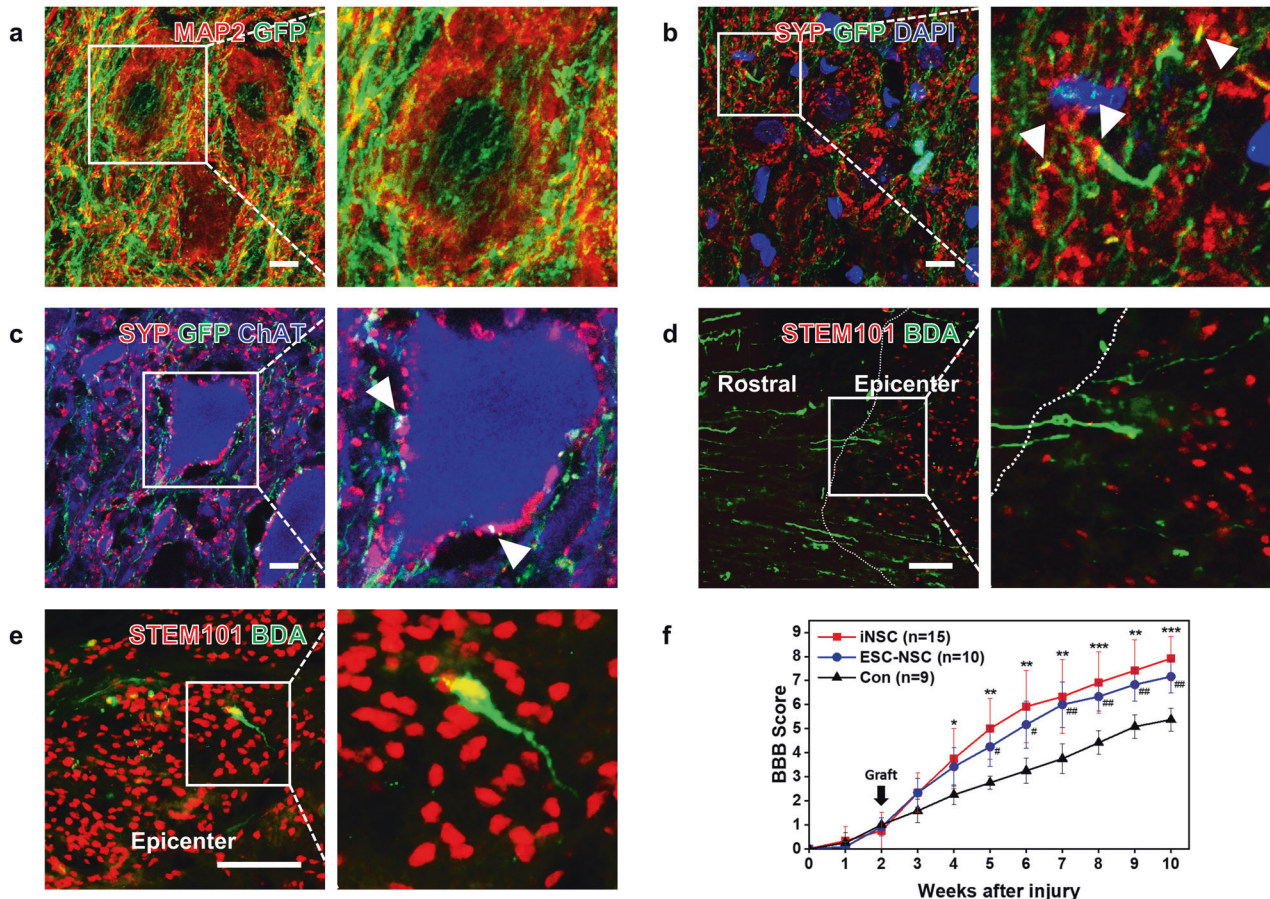 a
MAP2 GFP
b
SYP GFP DAPI
c
SYP GFP ChAT
d
STEM101 BDA
Rostral
Epicenter
e
STEM101 BDA
Epicenter
f
9
8
7
6
5
4
3
2
1
0
BBB Score
iNSC (n=15)
ESC-NSC (n=10)
Con (n=9)
Graft
* ** ** ** *** ** ***
# # ## ## ## ##
0 1 2 3 4 5 6 7 8 9 10
Weeks after injury